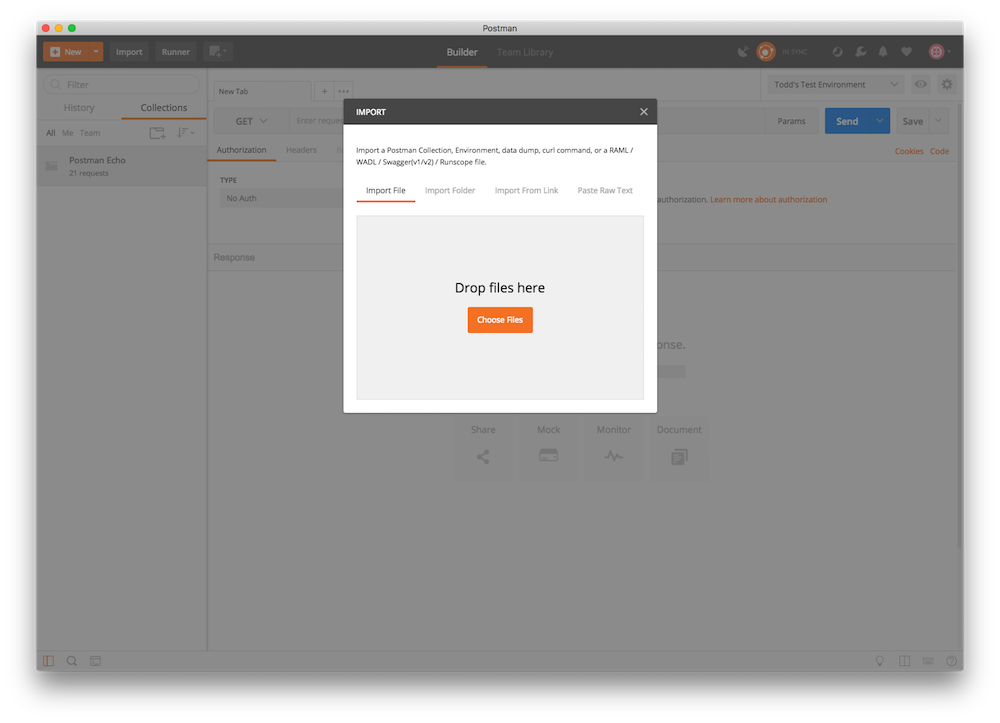 Postman
New
Import
Runner
Builder
Team Library
IN SYNC
Filter
History
Collections
All
Me
Team
Postman Echo
21 requests
New Tab
Todd's Test Environment
GET
Enter reque
Params
Send
Save
Authorization
Headers
Cookies
Code
TYPE
No Auth
authorization. Learn more about authorization
Response
IMPORT
Import a Postman Collection, Environment, data dump, curl command, or a RAML /
WADL / Swagger(v1/v2) / Runscope file.
Import File
Import Folder
Import From Link
Paste Raw Text
Drop files here
Choose Files
onse.
Share
Mock
Monitor
Document